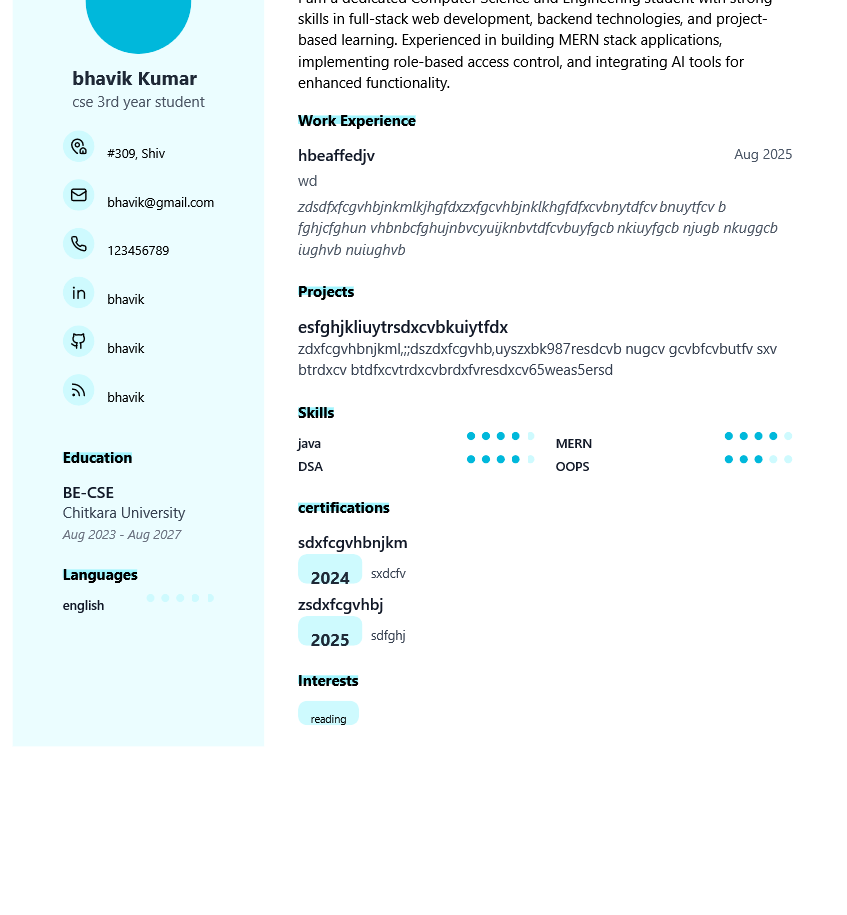 bhavik Kumar
cse 3rd year student
#309, Shiv
bhavik@gmail.com
123456789
bhavik
bhavik
bhavik
Education
BE-CSE
Chitkara University
Aug 2023 - Aug 2027
Languages
english
I am a dedicated Computer Science and Engineering student with strong
skills in full-stack web development, backend technologies, and project-
based learning. Experienced in building MERN stack applications,
implementing role-based access control, and integrating AI tools for
enhanced functionality.
Work Experience
hbeaffedjv Aug 2025
wd
zdsdfxfcgvhbjnkmlkjhgfdxzxfgcvhbjnklkhgfdfxcvbnytdfcv bnuytfcv b
fghjcfghun vhbnbcfghujnbvcyuijknbvtdfcvbuyfgcb nkiuyfgcb njugb nkuggcb
iughvb nuiughvb
Projects
esfghjkliuytrsdxcvbkuiytfdx
zdxfcgvhbnjkml,;;dszdxfcgvhb,uyszxbk987resdcvb nugcv gcvbfcvbutfv sxv
btrdxcv btdfxcvtrdxcvbrdxfvresdxcv65weas5ersd
Skills
java MERN
DSA OOPS
certifications
sdxfcgvhbnjkm
2024 sxdcfv
zsdxfcgvhbj
2025 sdfghj
Interests
reading